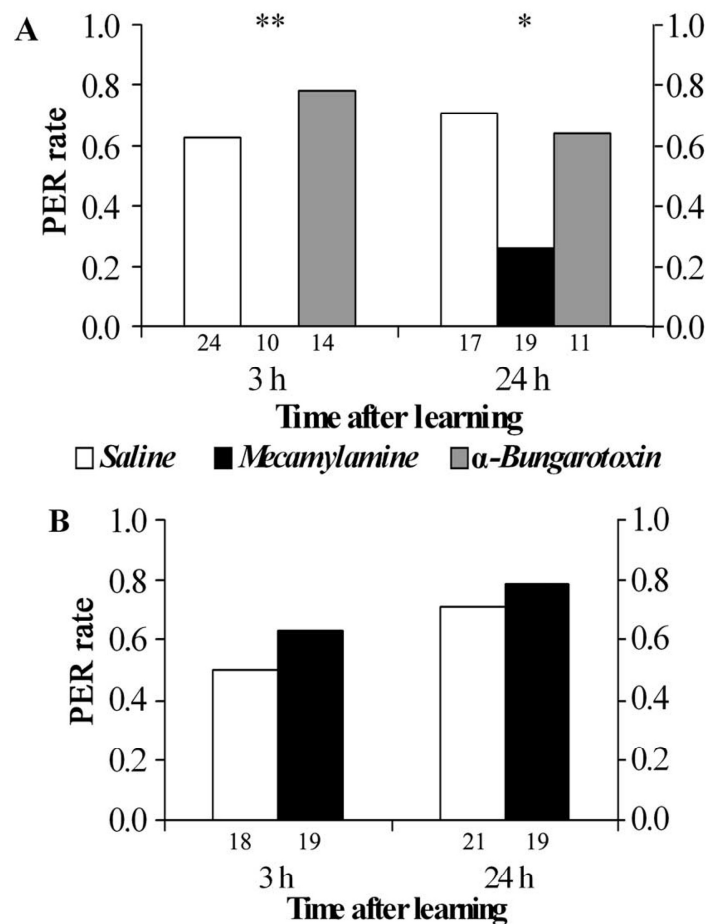 A
1.0 ** * 1.0
0.8 0.8
0.6 0.6
PER rate
0.4 0.4
0.2 0.2
0.0 0.0
24 10 14 17 19 11
3 h 24 h
Time after learning
Saline Mecamylamine α-Bungarotoxin
B
1.0 1.0
0.8 0.8
0.6 0.6
PER rate
0.4 0.4
0.2 0.2
0.0 0.0
18 19 21 19
3 h 24 h
Time after learning